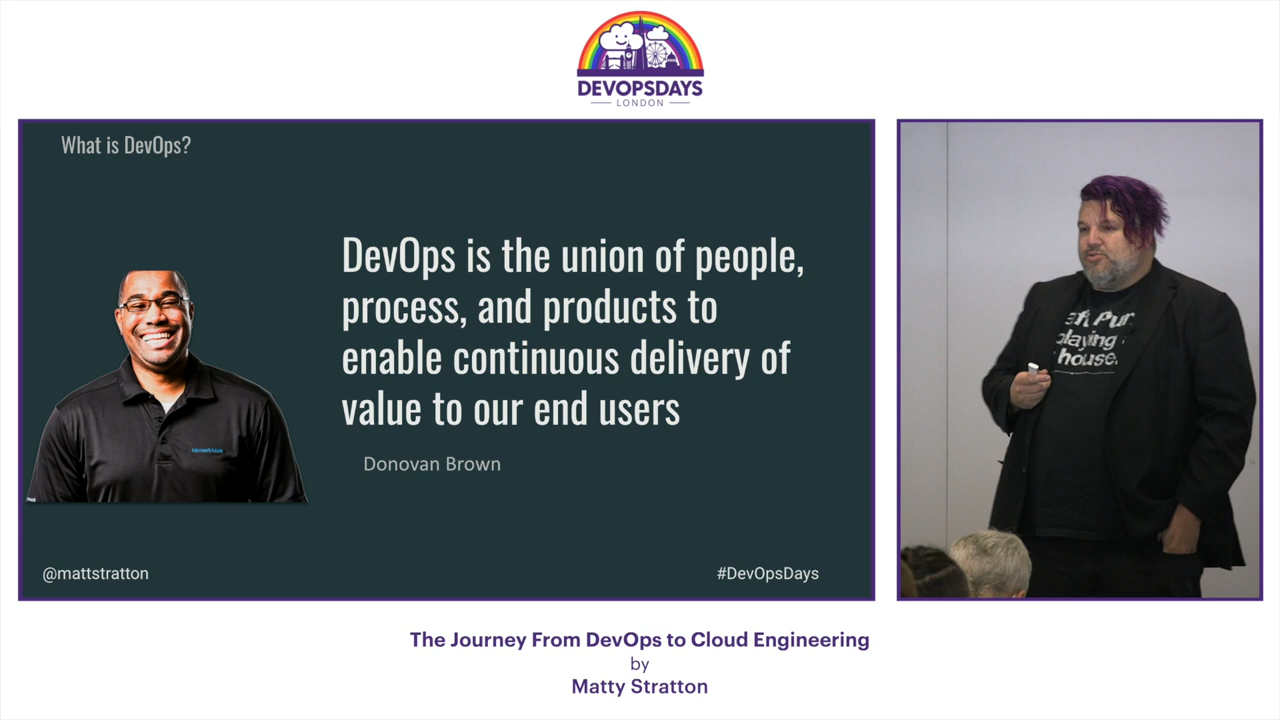 DEVOPSDAYS
LONDON
What is DevOps?
DevOps is the union of people,
process, and products to
enable continuous delivery of
value to our end users
Donovan Brown
@mattstratton
#DevOpsDays
playing
house.
The Journey From DevOps to Cloud Engineering
by
Matty Stratton